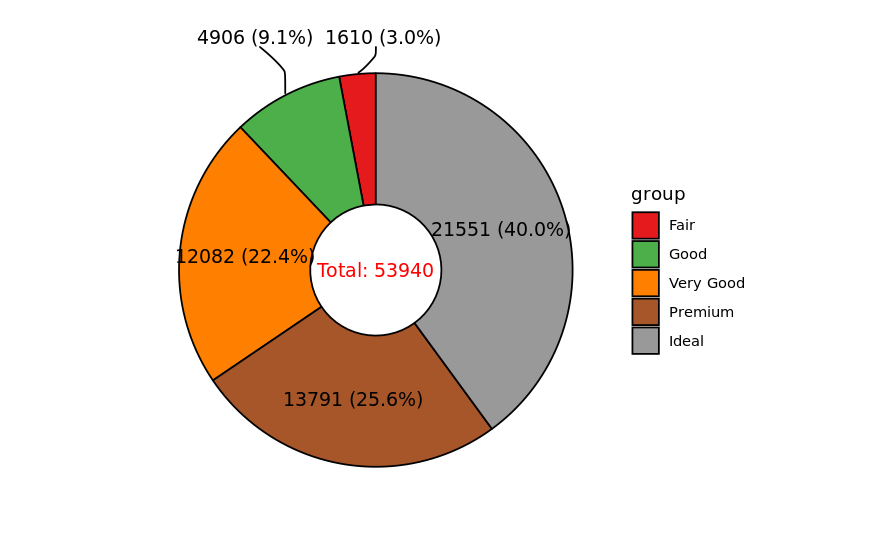 4906 (9.1%)
1610 (3.0%)
21551 (40.0%)
12082 (22.4%)
Total: 53940
13791 (25.6%)
group
Fair
Good
Very Good
Premium
Ideal